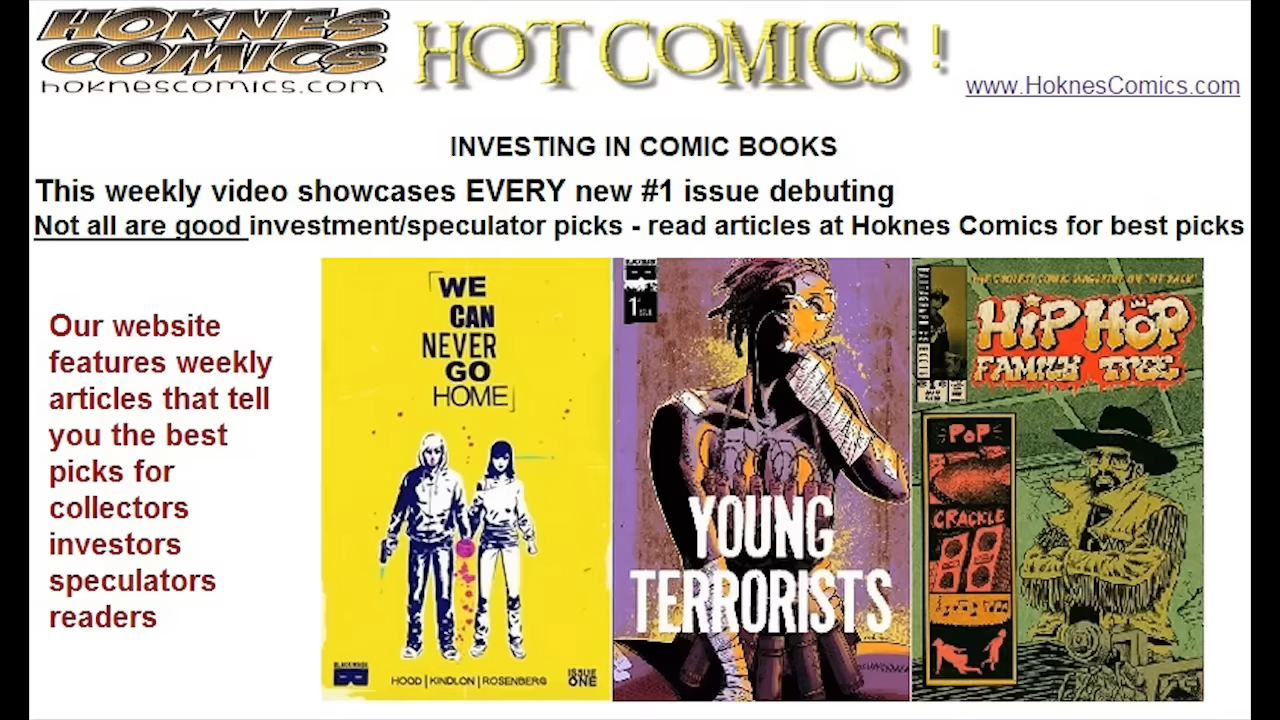 HOKNES
COMICS
hoknescomics.com
HOT COMICS !
www.HoknesComics.com
INVESTING IN COMIC BOOKS
This weekly video showcases EVERY new #1 issue debuting
Not all are good investment/speculator picks - read articles at Hoknes Comics for best picks
Our website
features weekly
articles that tell
you the best
picks for
collectors
investors
speculators
readers
WE
CAN
NEVER
GO
HOME
HOOD | KINDLON | ROSENBERG
ISSUE
ONE
1
YOUNG
TERRORISTS
HIP HOP
FAMILY TREE
POP
CRACKLE